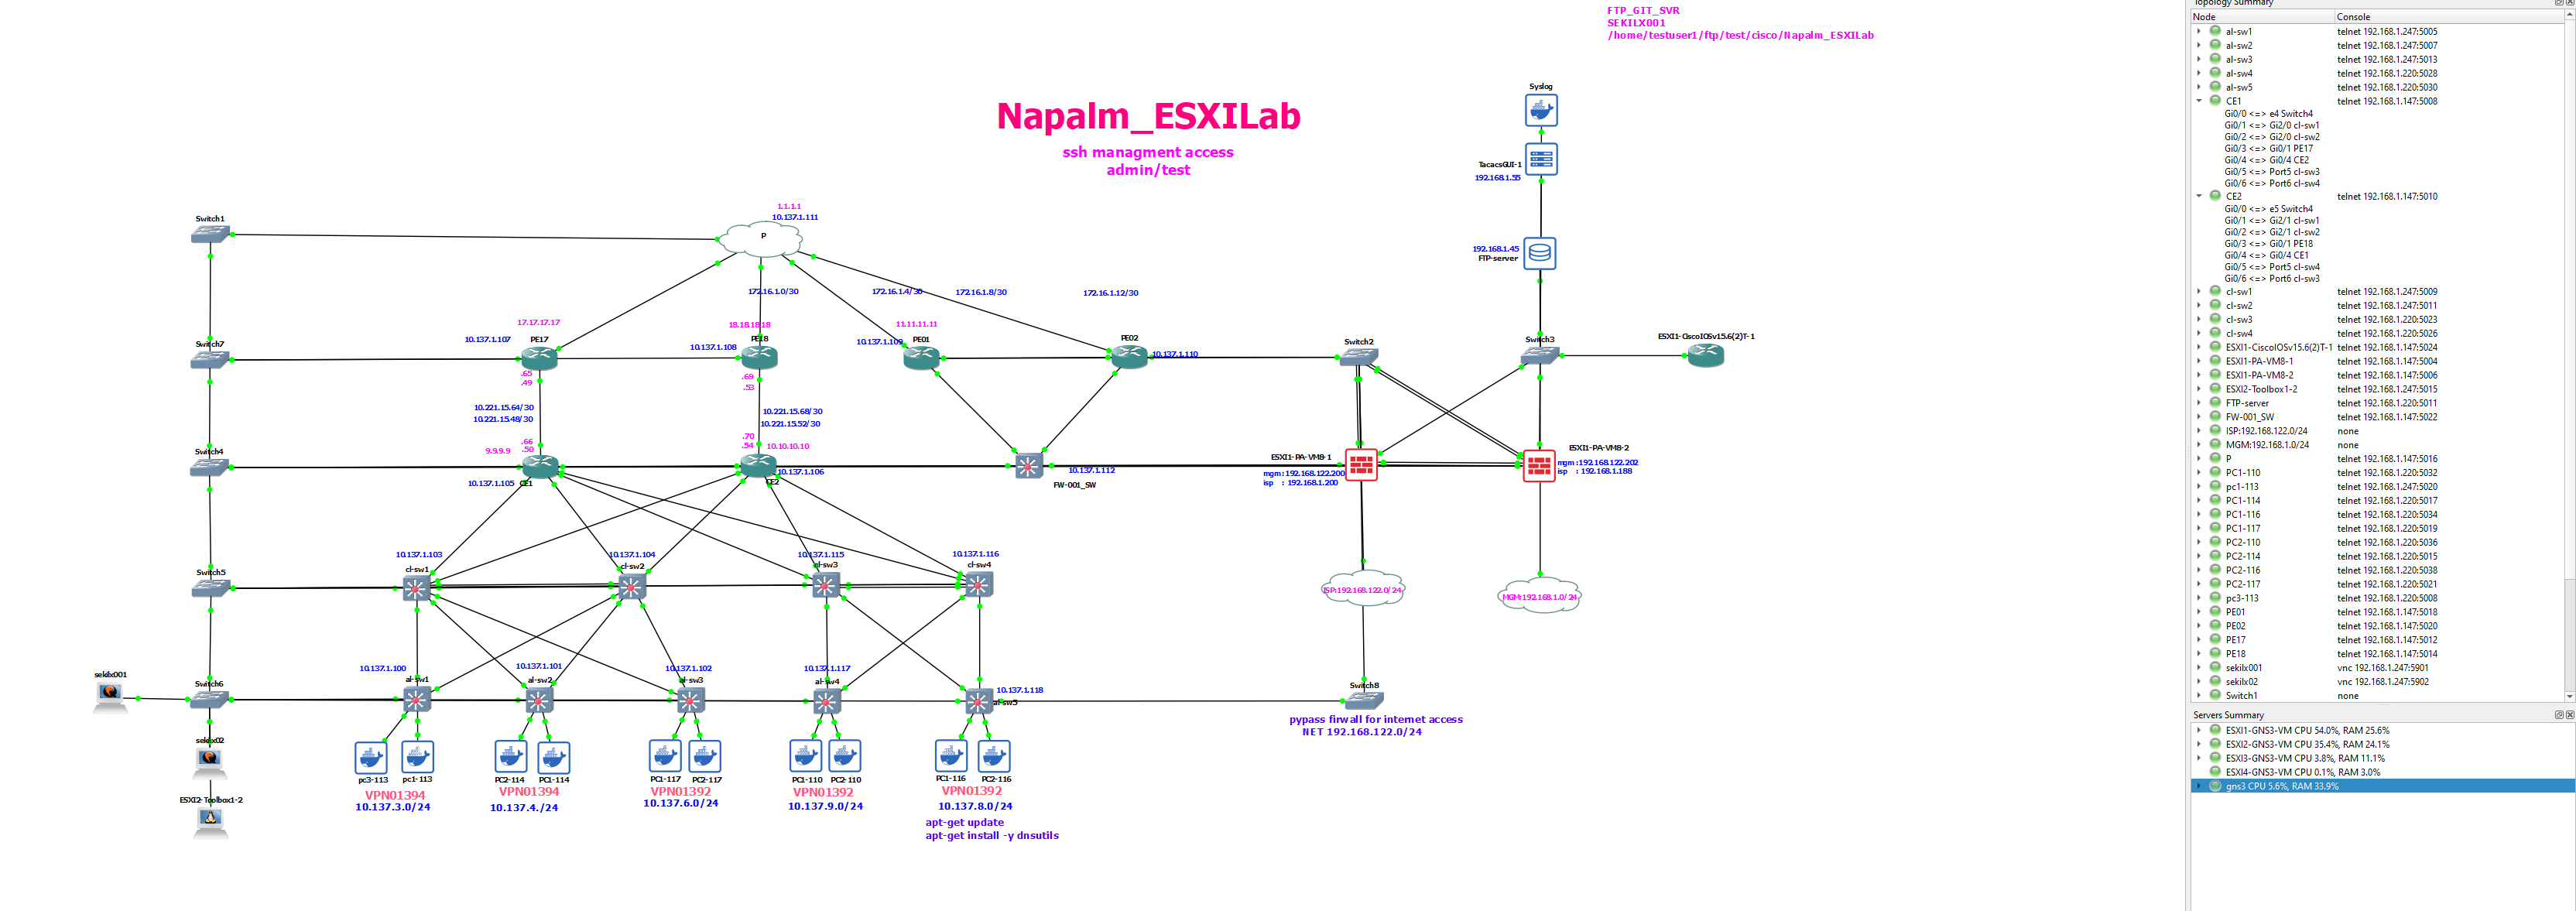 FTP_GIT_SVR
SEKILX001
/home/testuser1/ftp/test/cisco/Napalm_ESXILab
Napalm_ESXILab
ssh managment access
admin/test
Syslog
TacacsGUI-1
192.168.1.55
192.168.1.45
FTP-server
1.1.1.1
10.137.1.111
P
Switch1
172.16.1.0/30
172.16.1.4/30
172.16.1.8/30
172.16.1.12/30
17.17.17.17
18.18.18.18
11.11.11.11
Switch7
10.137.1.107
PE17
10.137.1.108
PE18
10.137.1.109
PE01
PE02
10.137.1.110
Switch2
Switch3
ESXI1-CiscoIOSv15.6(2)T-1
.65
.49
.69
.53
10.221.15.64/30
10.221.15.48/30
10.221.15.68/30
10.221.15.52/30
.66
.50
9.9.9.9
.70
.54
10.10.10.10
Switch4
10.137.1.105
CE1
10.137.1.106
CE2
10.137.1.112
FW-001_SW
ESXI1-PA-VM8-1
mgm:192.168.122.200
isp : 192.168.1.200
ESXI1-PA-VM8-2
mgm:192.168.122.202
isp : 192.168.1.188
10.137.1.103
10.137.1.104
10.137.1.115
10.137.1.116
Switch5
cl-sw1
cl-sw2
cl-sw3
cl-sw4
ISP:192.168.122.0/24
MGM:192.168.1.0/24
10.137.1.100
10.137.1.101
10.137.1.102
10.137.1.117
10.137.1.118
sekilx001
Switch6
al-sw1
al-sw2
al-sw3
al-sw4
al-sw5
Switch8
pypass firwall for internet access
NET 192.168.122.0/24
sekilx02
ESXI2-Toolbox1-2
pc3-113
pc1-113
PC2-114
PC1-114
PC1-117
PC2-117
PC1-110
PC2-110
PC1-116
PC2-116
VPN01394
VPN01394
VPN01392
VPN01392
VPN01392
10.137.3.0/24
10.137.4./24
10.137.6.0/24
10.137.9.0/24
10.137.8.0/24
apt-get update
apt-get install -y dnsutils
Topology Summary
Node Console
al-sw1 telnet 192.168.1.247:5005
al-sw2 telnet 192.168.1.247:5007
al-sw3 telnet 192.168.1.247:5013
al-sw4 telnet 192.168.1.220:5028
al-sw5 telnet 192.168.1.220:5030
CE1 telnet 192.168.1.147:5008
Gi0/0 <=> e4 Switch4
Gi0/1 <=> Gi2/0 cl-sw1
Gi0/2 <=> Gi2/0 cl-sw2
Gi0/3 <=> Gi0/1 PE17
Gi0/4 <=> Gi0/4 CE2
Gi0/5 <=> Port5 cl-sw3
Gi0/6 <=> Port6 cl-sw4
CE2 telnet 192.168.1.147:5010
Gi0/0 <=> e5 Switch4
Gi0/1 <=> Gi2/1 cl-sw1
Gi0/2 <=> Gi2/1 cl-sw2
Gi0/3 <=> Gi0/1 PE18
Gi0/4 <=> Gi0/4 CE1
Gi0/5 <=> Port5 cl-sw4
Gi0/6 <=> Port6 cl-sw3
cl-sw1 telnet 192.168.1.247:5009
cl-sw2 telnet 192.168.1.247:5011
cl-sw3 telnet 192.168.1.220:5023
cl-sw4 telnet 192.168.1.220:5026
ESXI1-CiscoIOSv15.6(2)T-1 telnet 192.168.1.147:5024
ESXI1-PA-VM8-1 telnet 192.168.1.147:5004
ESXI1-PA-VM8-2 telnet 192.168.1.147:5006
ESXI2-Toolbox1-2 telnet 192.168.1.247:5015
FTP-server telnet 192.168.1.220:5011
FW-001_SW telnet 192.168.1.147:5022
ISP:192.168.122.0/24 none
MGM:192.168.1.0/24 none
P telnet 192.168.1.147:5016
PC1-110 telnet 192.168.1.220:5032
pc1-113 telnet 192.168.1.247:5020
PC1-114 telnet 192.168.1.220:5017
PC1-116 telnet 192.168.1.220:5034
PC1-117 telnet 192.168.1.220:5019
PC2-110 telnet 192.168.1.220:5036
PC2-114 telnet 192.168.1.220:5015
PC2-116 telnet 192.168.1.220:5038
PC2-117 telnet 192.168.1.220:5021
pc3-113 telnet 192.168.1.220:5008
PE01 telnet 192.168.1.147:5018
PE02 telnet 192.168.1.147:5020
PE17 telnet 192.168.1.147:5012
PE18 telnet 192.168.1.147:5014
sekilx001 vnc 192.168.1.247:5901
sekilx02 vnc 192.168.1.247:5902
Switch1 none
Servers Summary
ESXI1-GNS3-VM CPU 54.0%, RAM 25.6%
ESXI2-GNS3-VM CPU 35.4%, RAM 24.1%
ESXI3-GNS3-VM CPU 3.8%, RAM 11.1%
ESXI4-GNS3-VM CPU 0.1%, RAM 3.0%
gns3 CPU 5.6%, RAM 33.9%